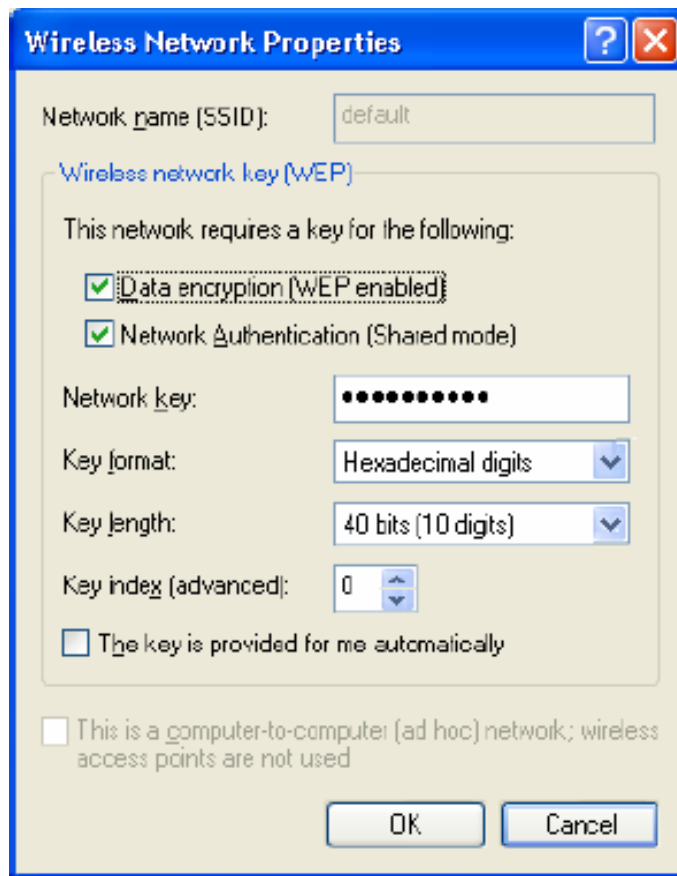 Wireless Network Properties
Network name (SSID):
default
Wireless network key (WEP)
This network requires a key for the following:
Data encryption (WEP enabled)
Network Authentication (Shared mode)
Network key:
••••••••••
Key format:
Hexadecimal digits
Key length:
40 bits (10 digits)
Key index (advanced):
0
The key is provided for me automatically
This is a computer-to-computer (ad hoc) network; wireless
access points are not used
OK
Cancel